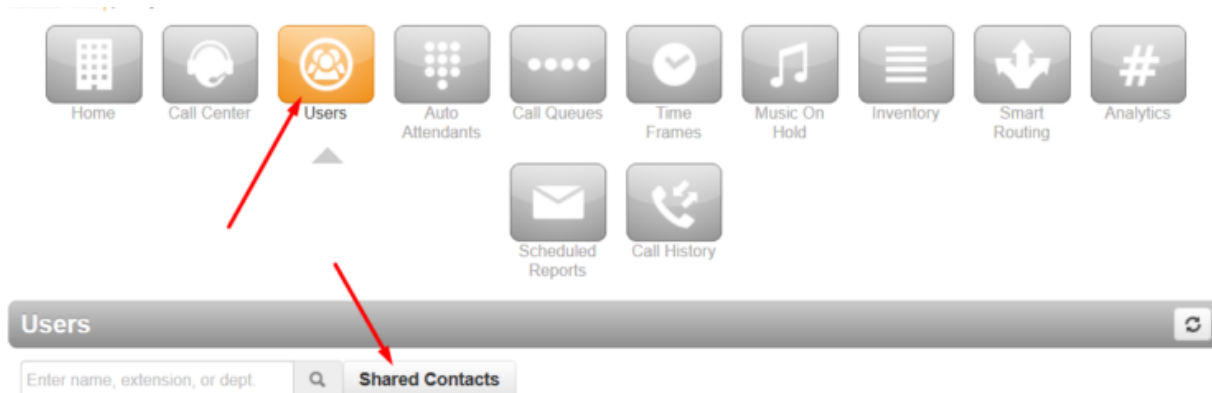 Home
Call Center
Users
Auto
Attendants
Call Queues
Time
Frames
Music On
Hold
Inventory
Smart
Routing
#
Analytics
Scheduled
Reports
Call History
Users
Enter name, extension, or dept.
Shared Contacts